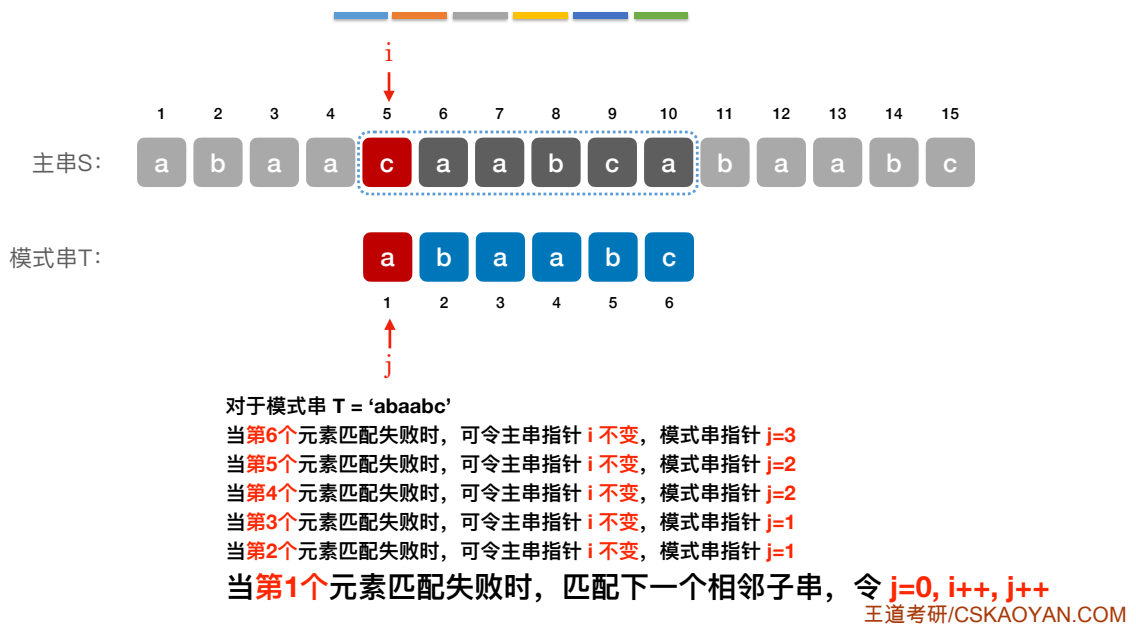 i
1 2 3 4 5 6 7 8 9 10 11 12 13 14 15
主串S: a b a a c a a b c a b a a b c
模式串T: a b a a b c
1 2 3 4 5 6
j
对于模式串 T = ‘abaabc’
当第6个元素匹配失败时，可令主串指针 i 不变，模式串指针 j=3
当第5个元素匹配失败时，可令主串指针 i 不变，模式串指针 j=2
当第4个元素匹配失败时，可令主串指针 i 不变，模式串指针 j=2
当第3个元素匹配失败时，可令主串指针 i 不变，模式串指针 j=1
当第2个元素匹配失败时，可令主串指针 i 不变，模式串指针 j=1
当第1个元素匹配失败时，匹配下一个相邻子串，令 j=0, i++, j++
王道考研/CSKAOYAN.COM